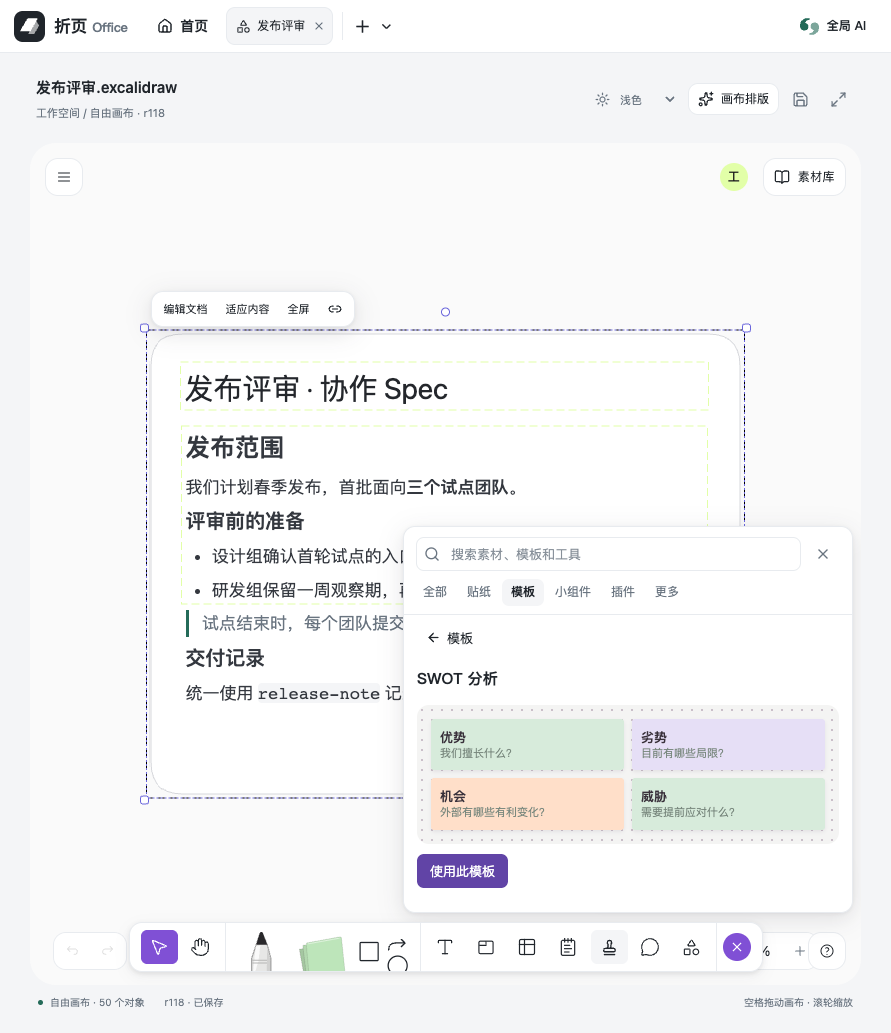 折页 Office
首页
发布评审
全局 AI
发布评审.excalidraw
工作空间 / 自由画布 · r118
浅色
画布排版
工
素材库
编辑文档 适应内容 全屏
发布评审 · 协作 Spec
发布范围
我们计划春季发布，首批面向三个试点团队。
评审前的准备
设计组确认首轮试点的入
研发组保留一周观察期，
试点结束时，每个团队提交
交付记录
统一使用 release-note 记
搜索素材、模板和工具
全部 贴纸 模板 小组件 插件 更多
模板
SWOT 分析
优势
我们擅长什么?
劣势
目前有哪些局限?
机会
外部有哪些有利变化?
威胁
需要提前应对什么?
使用此模板
%
自由画布 · 50 个对象 r118 · 已保存
空格拖动画布 · 滚轮缩放